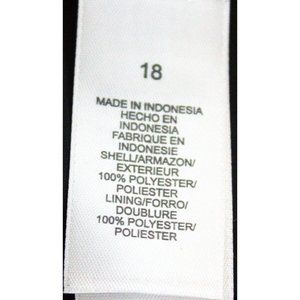 18
MADE IN INDONESIA
HECHO EN
INDONESIA
FABRIQUE EN
INDONESIE
SHELL/ARMAZON/
EXTERIEUR
100% POLYESTER/
POLIESTER
LINING/FORRO/
DOUBLURE
100% POLYESTER/
POLIESTER